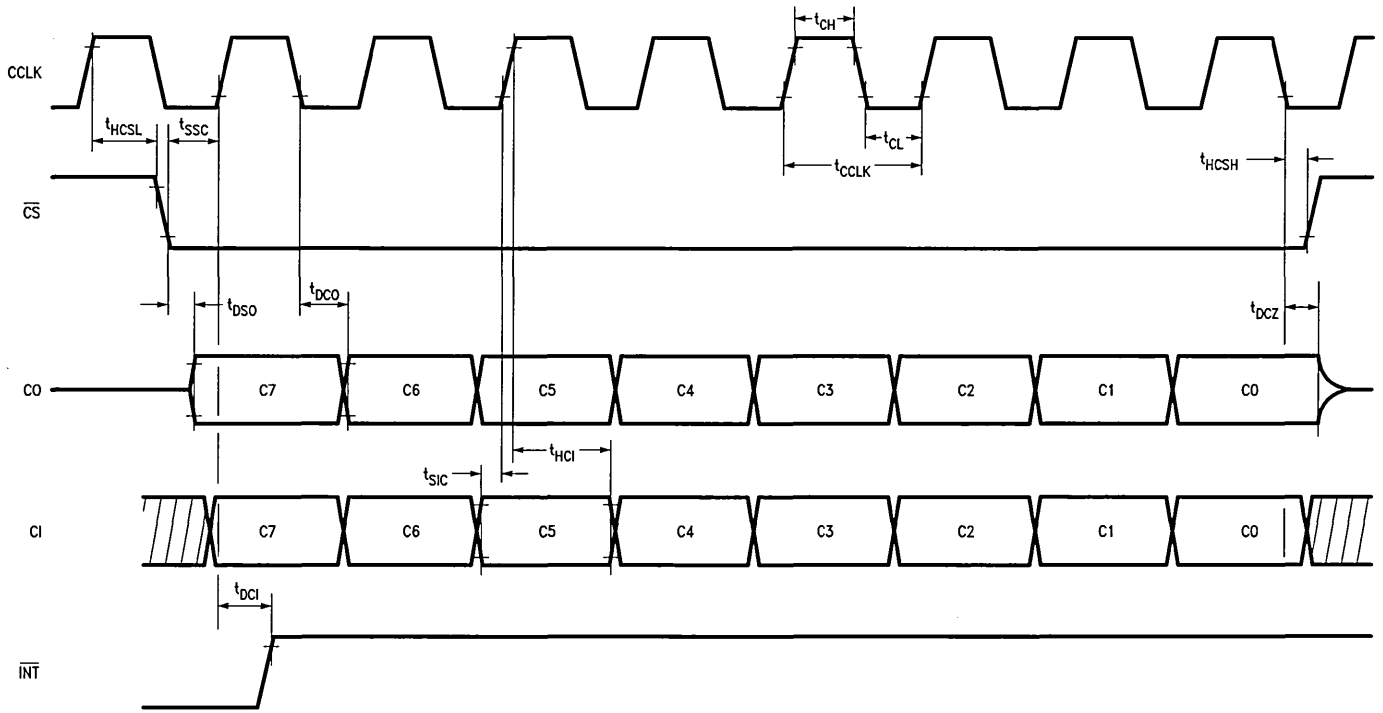 tCH
CCLK
tHCSL
tSSC
tCL
tCCLK
tHCSH
CS
tDSO
tDCO
tDCZ
CO
C7
C6
C5
C4
C3
C2
C1
C0
tHCI
tSIC
CI
C7
C6
C5
C4
C3
C2
C1
C0
tDCI
INT